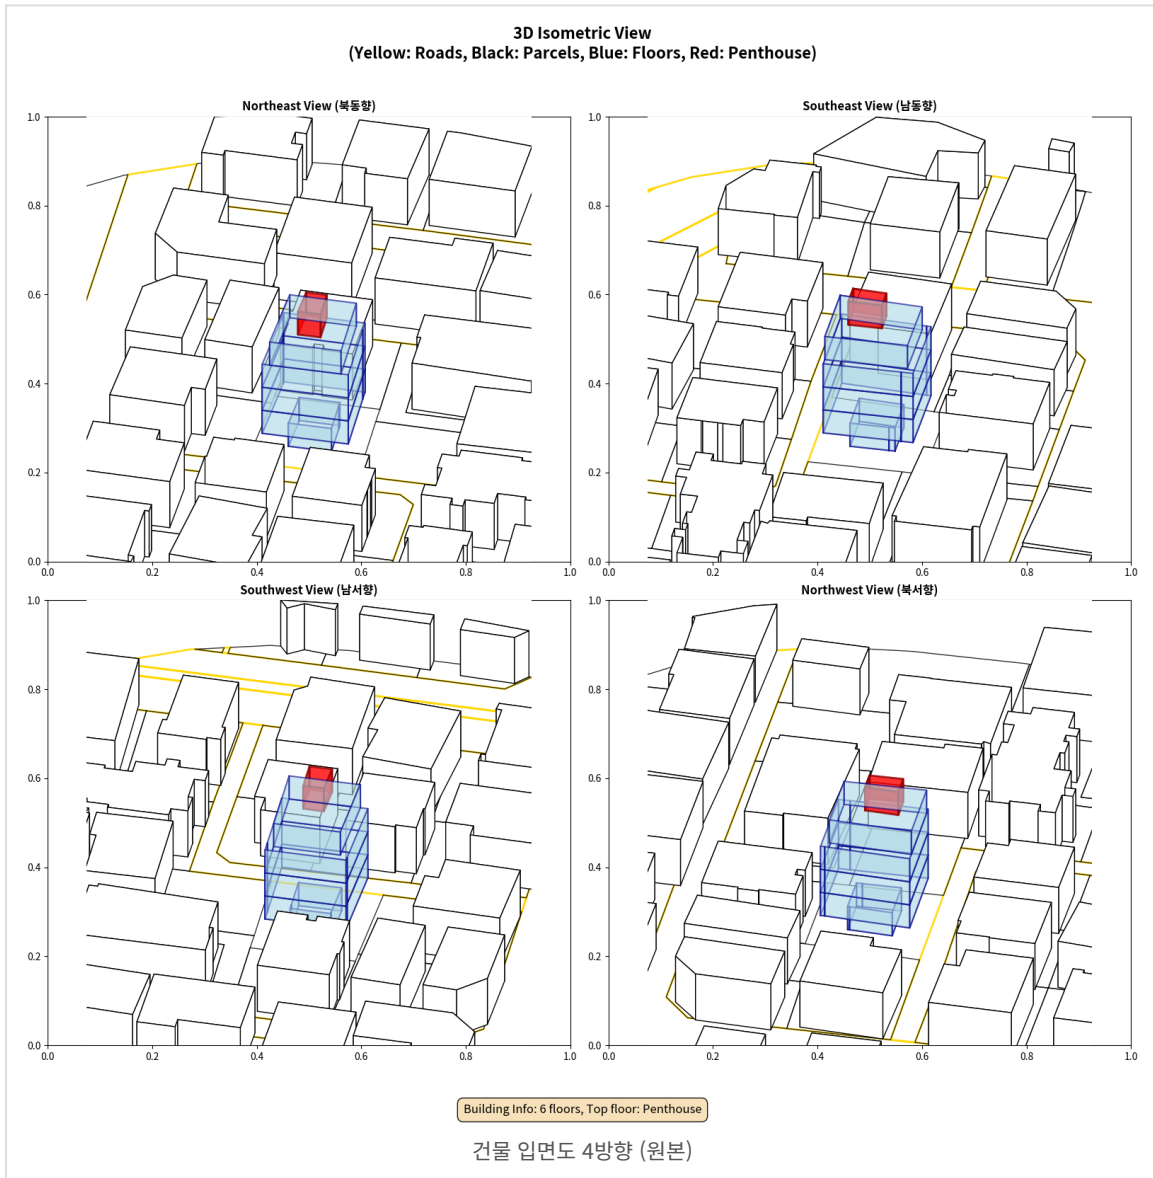 3D Isometric View
(Yellow: Roads, Black: Parcels, Blue: Floors, Red: Penthouse)
Northeast View (북동향)
1.0
0.8
0.6
0.4
0.2
0.0
0.0 0.2 0.4 0.6 0.8 1.0
Southeast View (남동향)
1.0
0.8
0.6
0.4
0.2
0.0
0.0 0.2 0.4 0.6 0.8 1.0
Southwest View (남서향)
1.0
0.8
0.6
0.4
0.2
0.0
0.0 0.2 0.4 0.6 0.8 1.0
Northwest View (북서향)
1.0
0.8
0.6
0.4
0.2
0.0
0.0 0.2 0.4 0.6 0.8 1.0
Building Info: 6 floors, Top floor: Penthouse
건물 입면도 4방향 (원본)